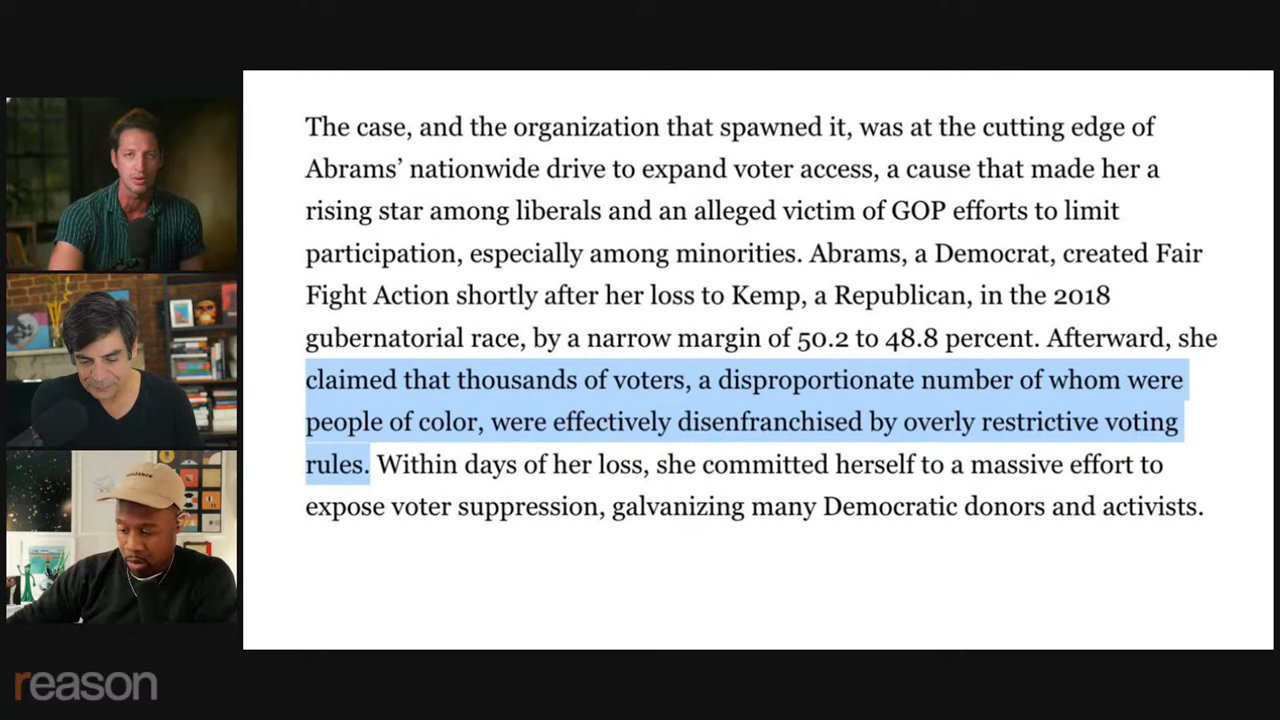 The case, and the organization that spawned it, was at the cutting edge of
Abrams’ nationwide drive to expand voter access, a cause that made her a
rising star among liberals and an alleged victim of GOP efforts to limit
participation, especially among minorities. Abrams, a Democrat, created Fair
Fight Action shortly after her loss to Kemp, a Republican, in the 2018
gubernatorial race, by a narrow margin of 50.2 to 48.8 percent. Afterward, she
claimed that thousands of voters, a disproportionate number of whom were
people of color, were effectively disenfranchised by overly restrictive voting
rules. Within days of her loss, she committed herself to a massive effort to
expose voter suppression, galvanizing many Democratic donors and activists.
reason